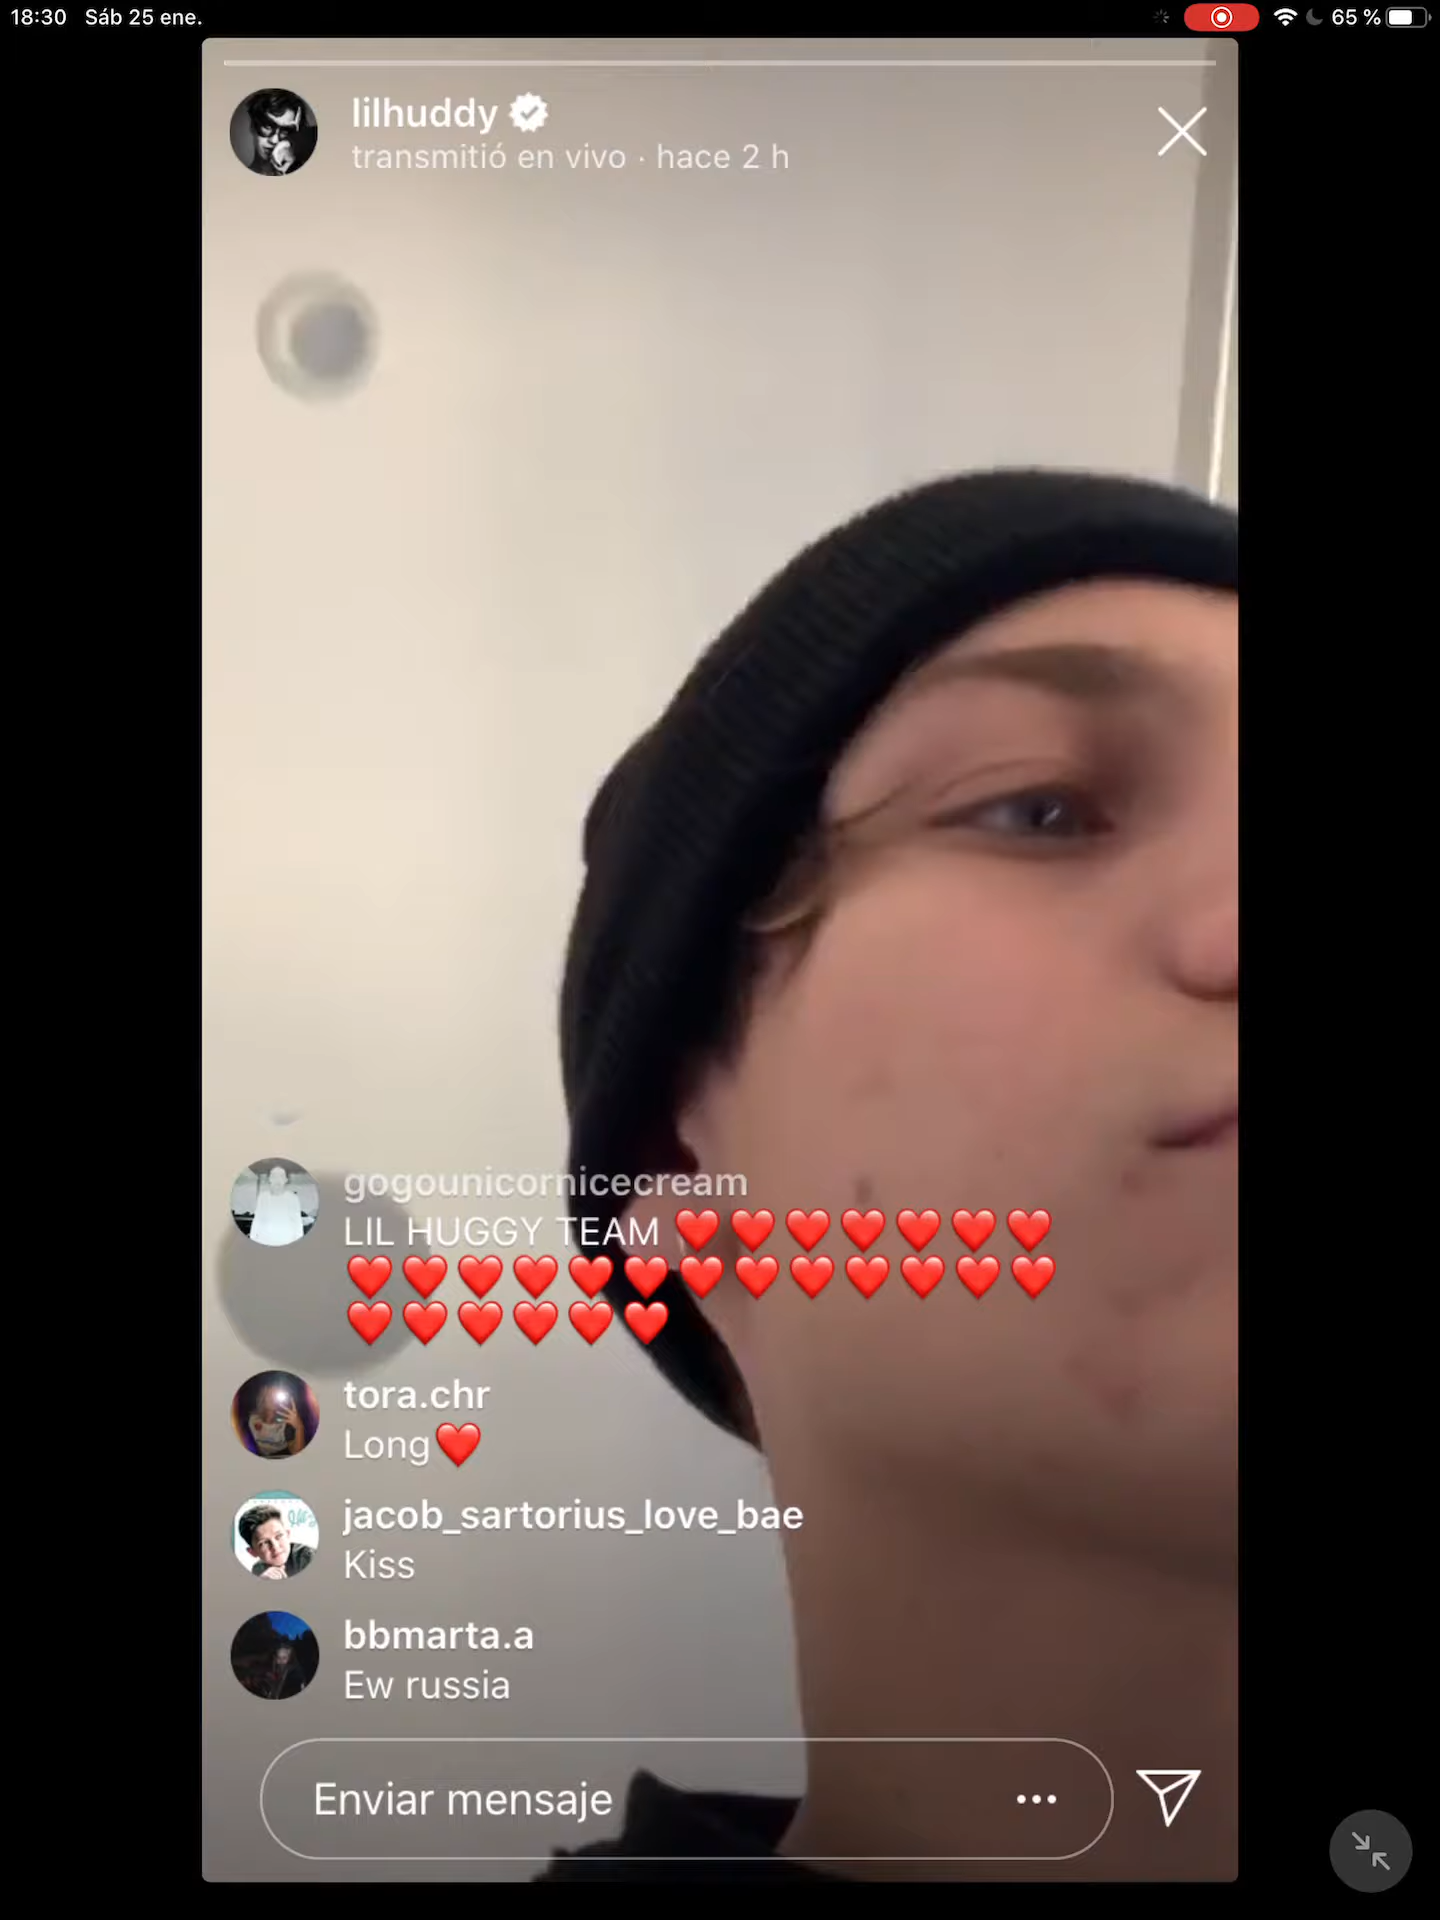 18:30 Sáb 25 ene.
65 %
lilhuddy
transmitió en vivo · hace 2 h
gogounicornicecream
LIL HUGGY TEAM ❤️❤️❤️❤️❤️❤️❤️
❤️❤️❤️❤️❤️❤️❤️❤️❤️❤️❤️❤️❤️
❤️❤️❤️❤️❤️❤️
tora.chr
Long❤️
jacob_sartorius_love_bae
Kiss
bbmarta.a
Ew russia
Enviar mensaje